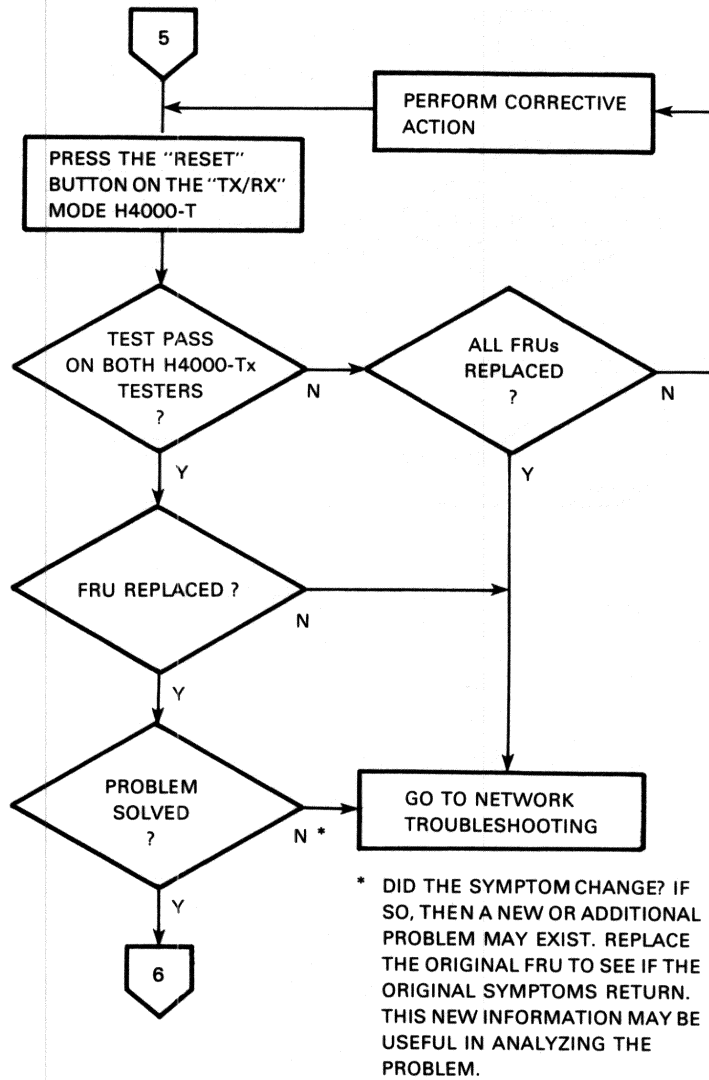 5
PERFORM CORRECTIVE
ACTION
PRESS THE "RESET"
BUTTON ON THE "TX/RX"
MODE H4000-T
TEST PASS
ON BOTH H4000-Tx
TESTERS
?
N
Y
ALL FRUs
REPLACED
?
N
Y
FRU REPLACED ?
N
Y
PROBLEM
SOLVED
?
N *
Y
GO TO NETWORK
TROUBLESHOOTING
6
* DID THE SYMPTOM CHANGE? IF
SO, THEN A NEW OR ADDITIONAL
PROBLEM MAY EXIST. REPLACE
THE ORIGINAL FRU TO SEE IF THE
ORIGINAL SYMPTOMS RETURN.
THIS NEW INFORMATION MAY BE
USEFUL IN ANALYZING THE
PROBLEM.